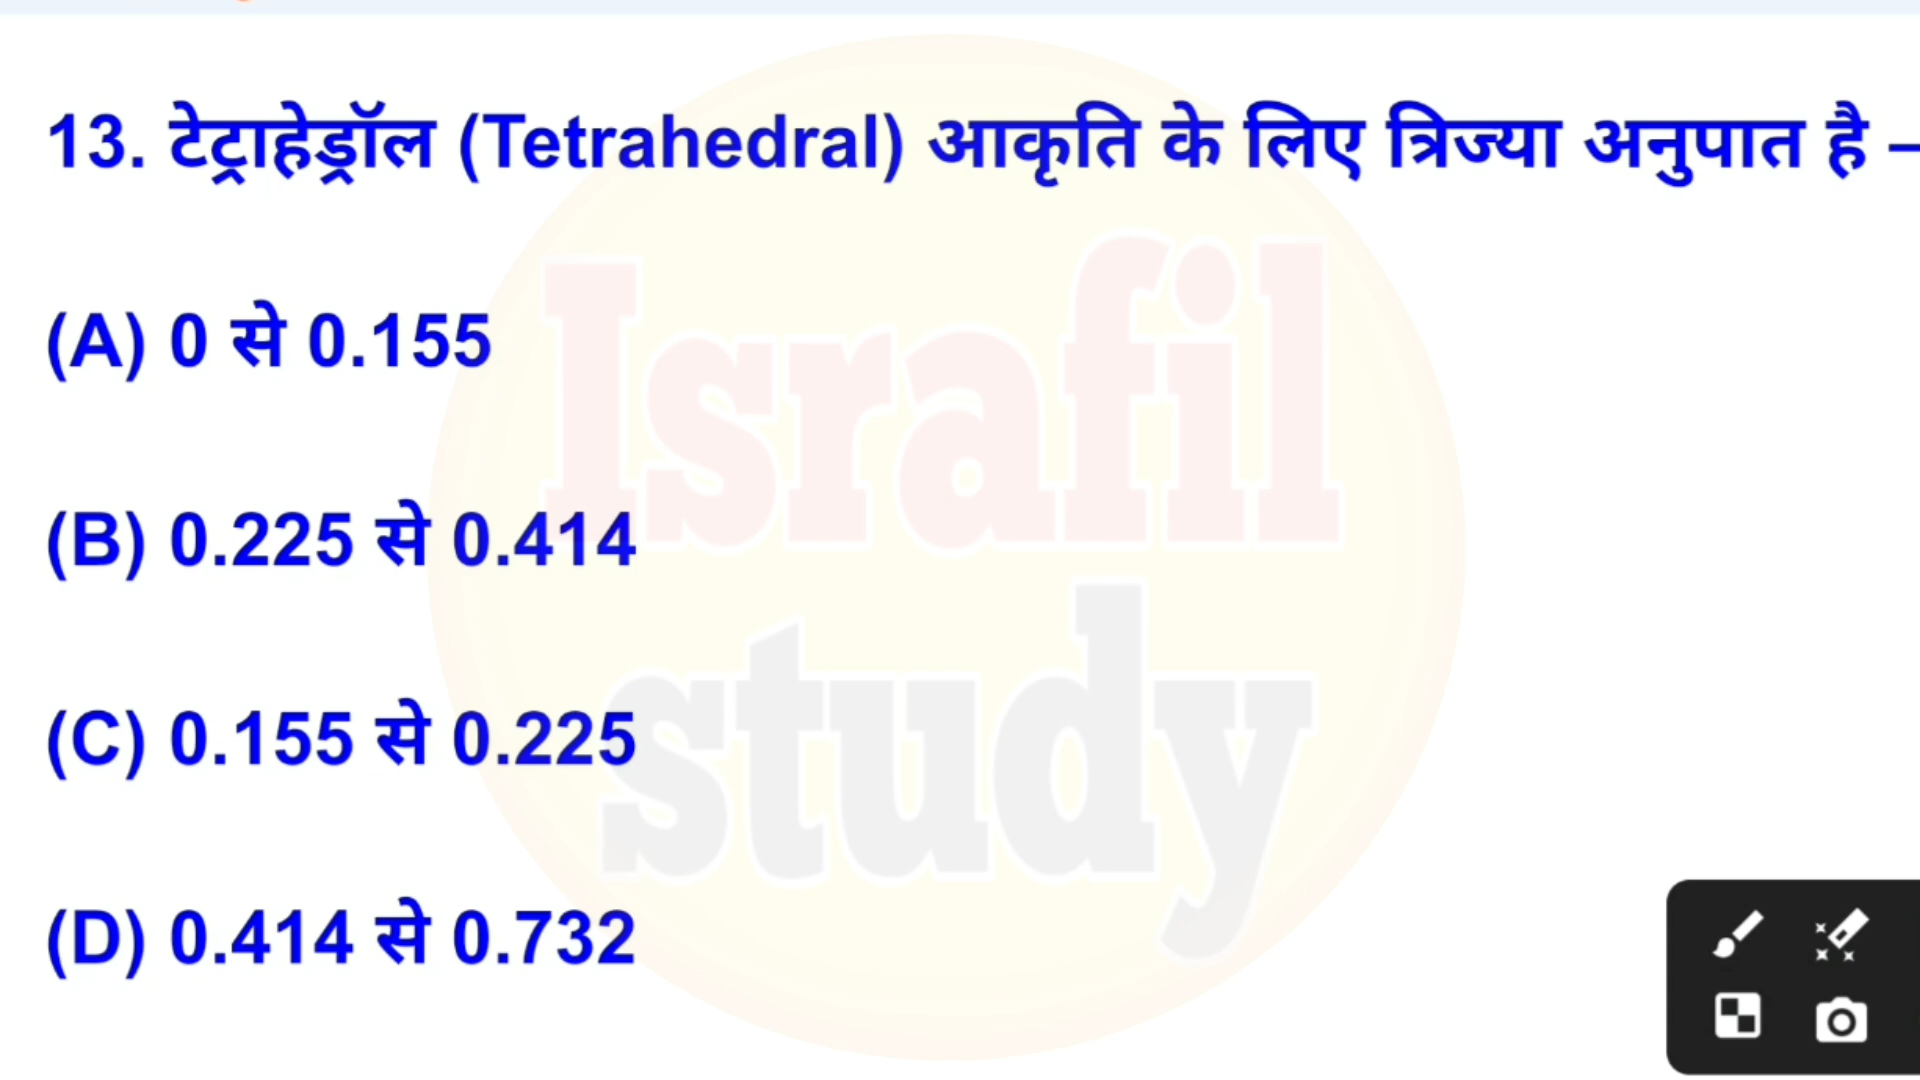 13. टेट्राहेड्रॉल (Tetrahedral) आकृति के लिए त्रिज्या अनुपात है –
(A) 0 से 0.155
(B) 0.225 से 0.414
(C) 0.155 से 0.225
(D) 0.414 से 0.732
Israfil
study